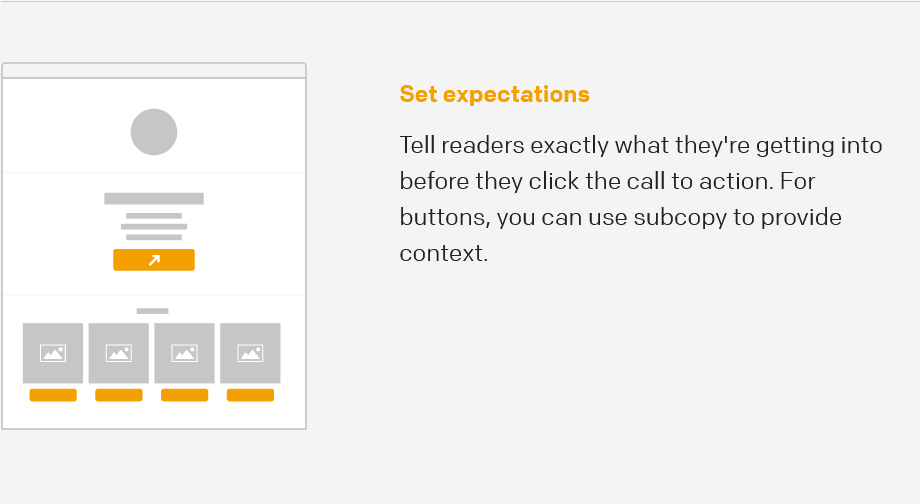 Set expectations
Tell readers exactly what they're getting into
before they click the call to action. For
buttons, you can use subcopy to provide
context.